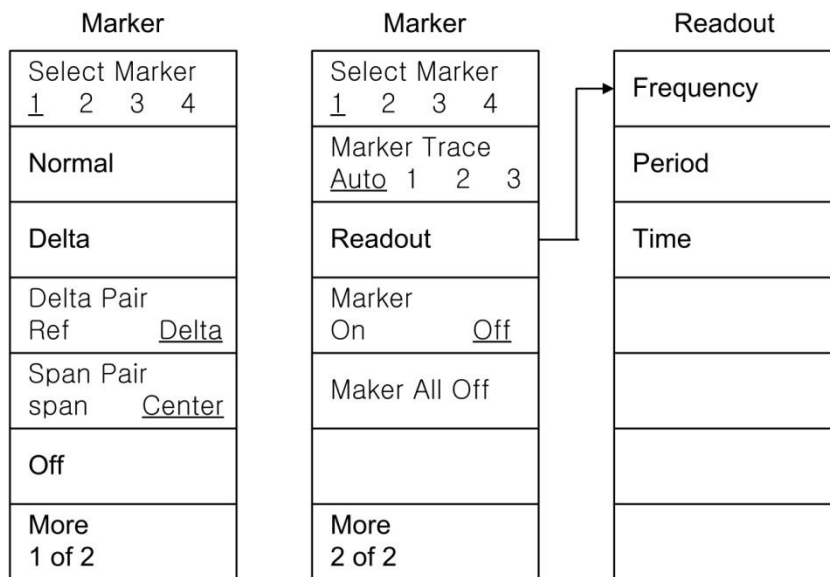 Marker
Select Marker
1 2 3 4
Normal
Delta
Delta Pair
Ref Delta
Span Pair
span Center
Off
More
1 of 2
Marker
Select Marker
1 2 3 4
Marker Trace
Auto 1 2 3
Readout
Marker
On Off
Maker All Off
More
2 of 2
Readout
Frequency
Period
Time